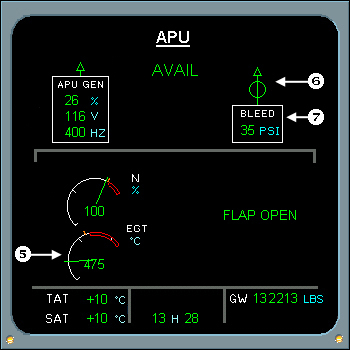 APU
AVAIL
6
APU GEN
26 %
116 V
400 HZ
BLEED
35 PSI
7
N
%
100
FLAP OPEN
EGT
°C
5
475
TAT +10 °C
GW 132213 LBS
SAT +10 °C
13 H 28